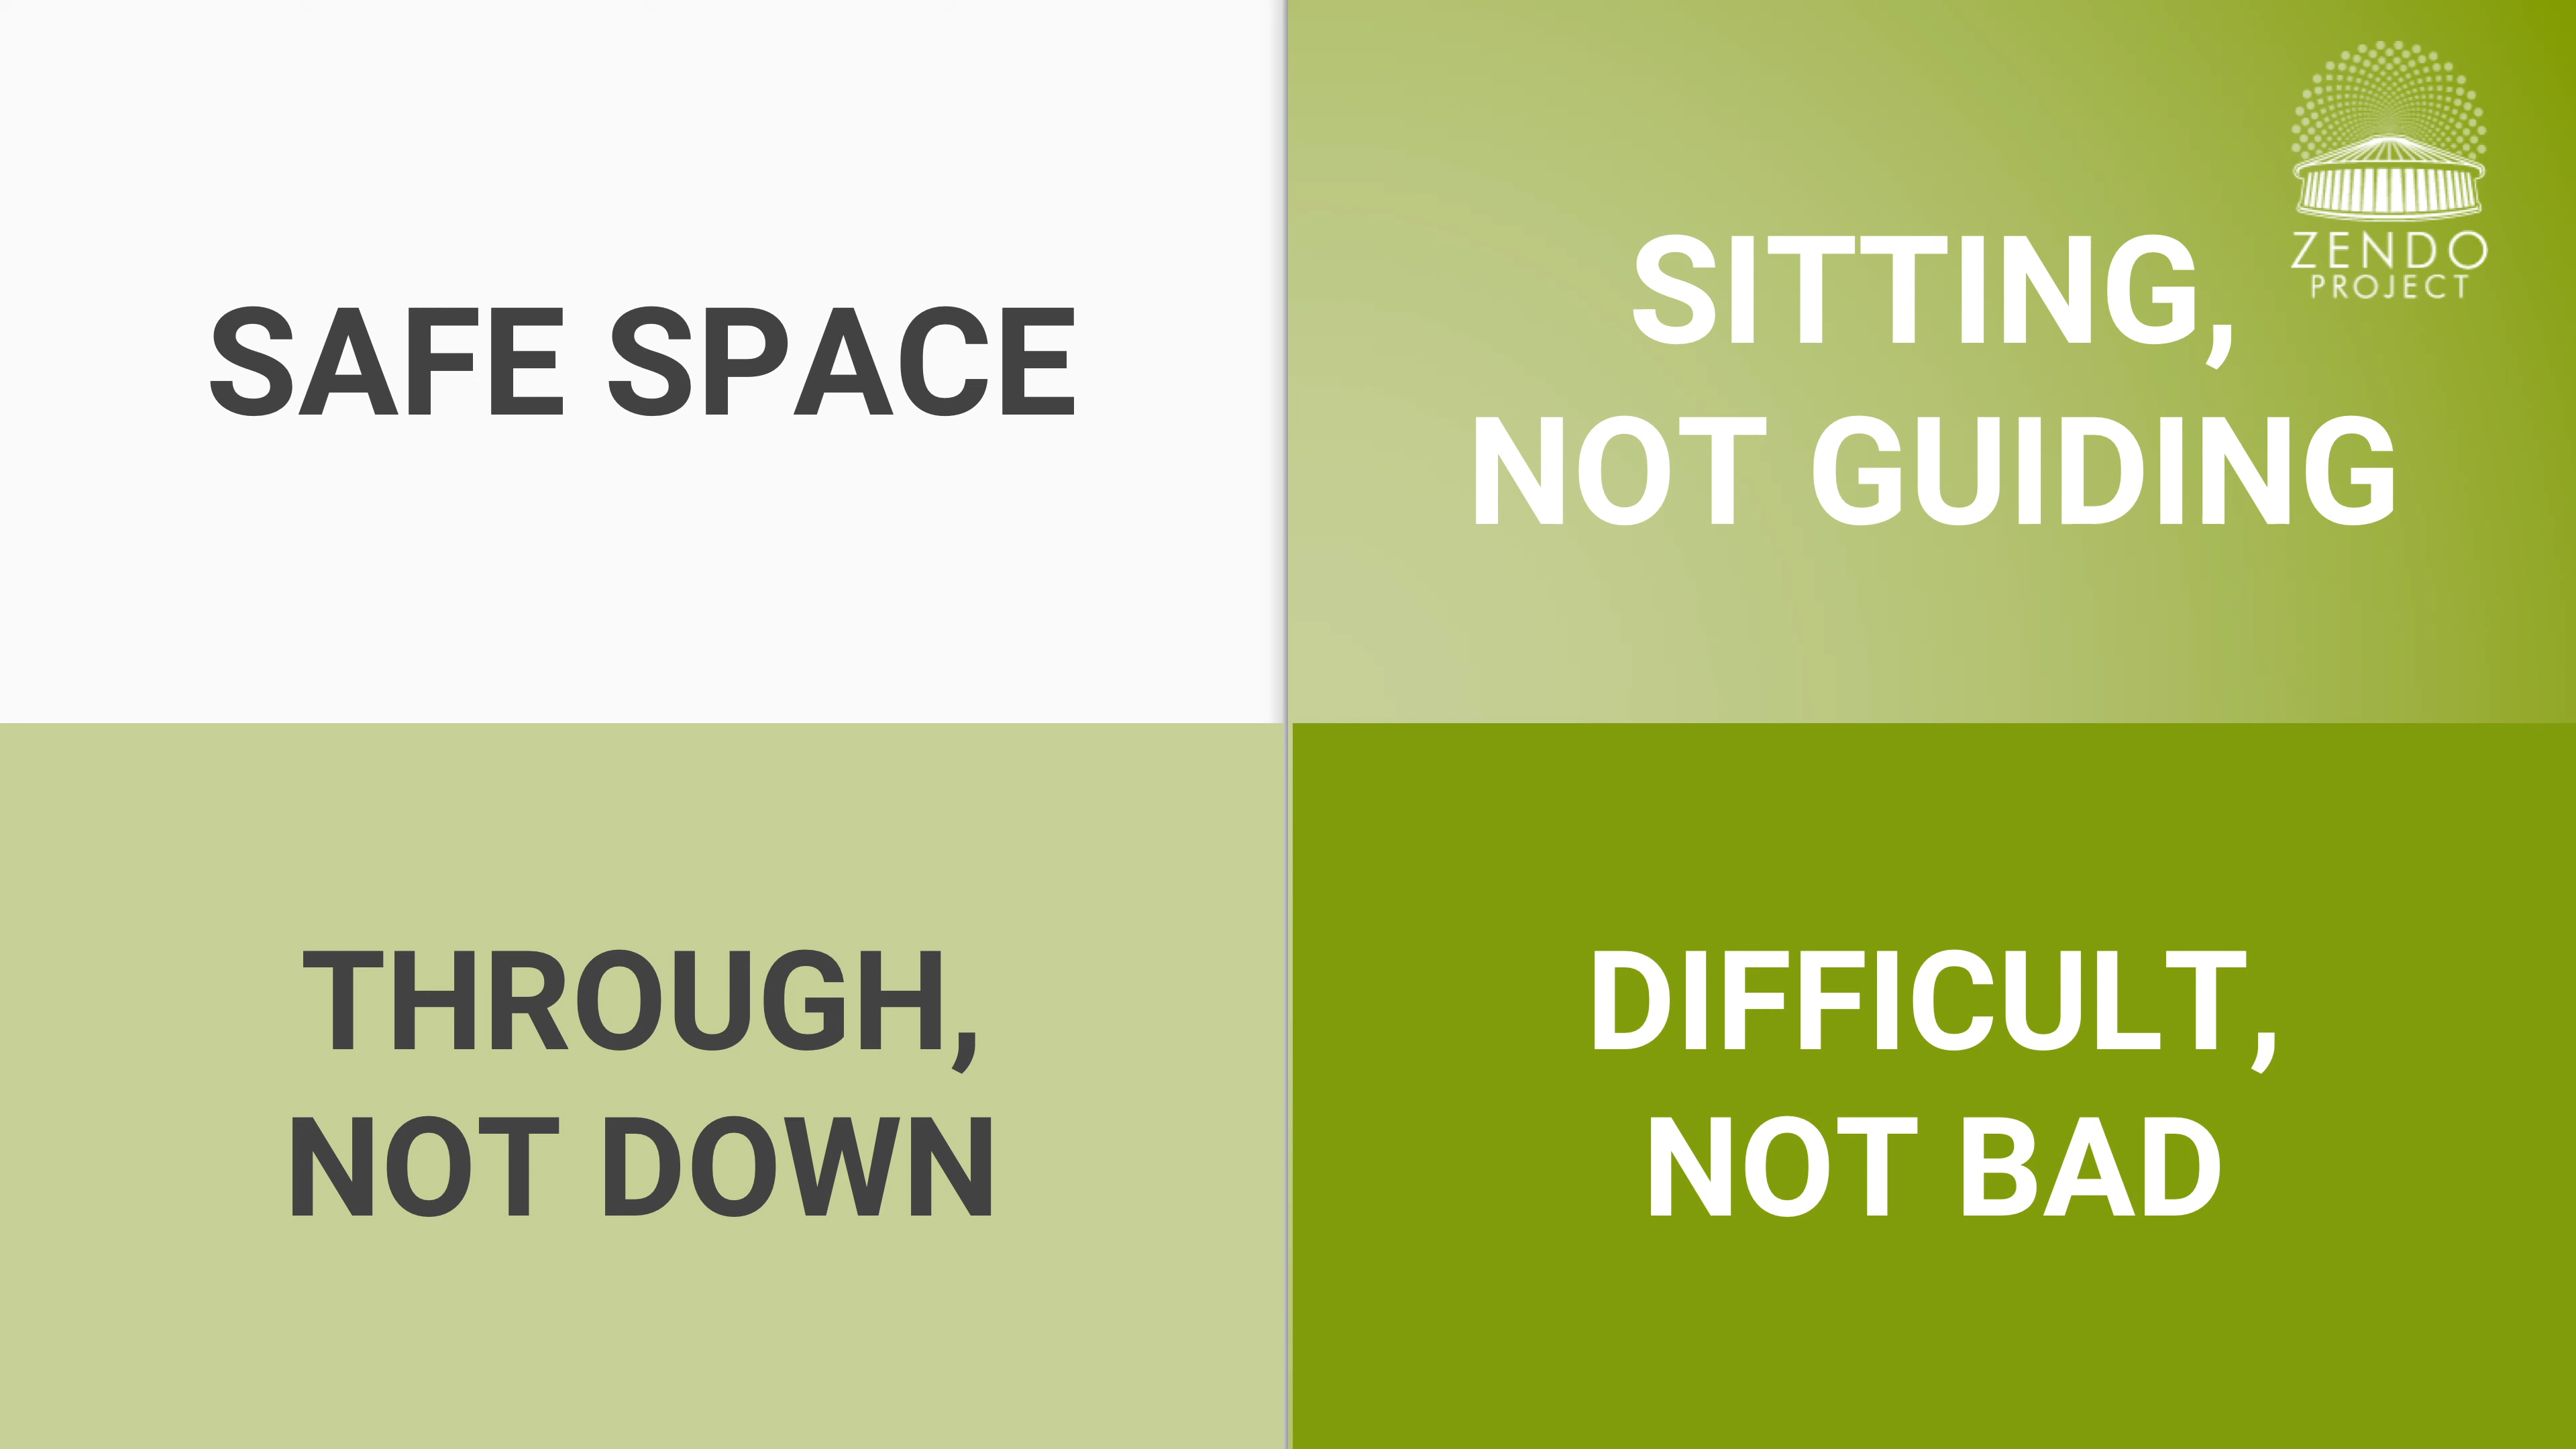 SAFE SPACE
SITTING,
NOT GUIDING
ZENDO
PROJECT
THROUGH,
NOT DOWN
DIFFICULT,
NOT BAD